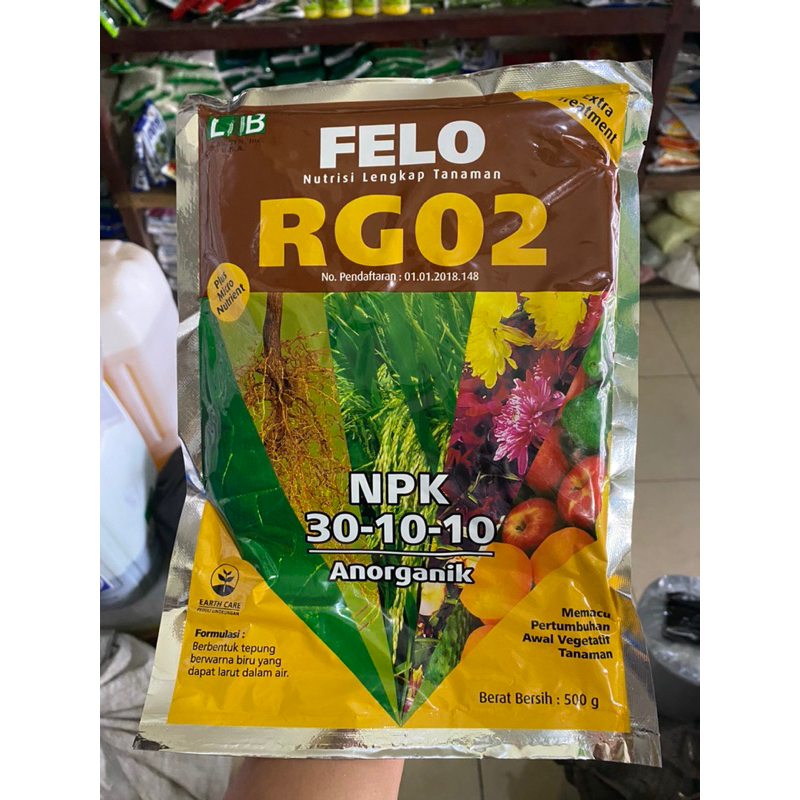 Extra
Treatment
FELO
Nutrisi Lengkap Tanaman
RG02
No. Pendaftaran : 01.01.2018.148
Plus
Micro
Nutrient
NPK
30-10-10
Anorganik
EARTH CARE
PEDULI LINGKUNGAN
Formulasi :
Berbentuk tepung
berwarna biru yang
dapat larut dalam air.
Memacu
Pertumbuhan
Awal Vegetatif
Tanaman
Berat Bersih : 500 g